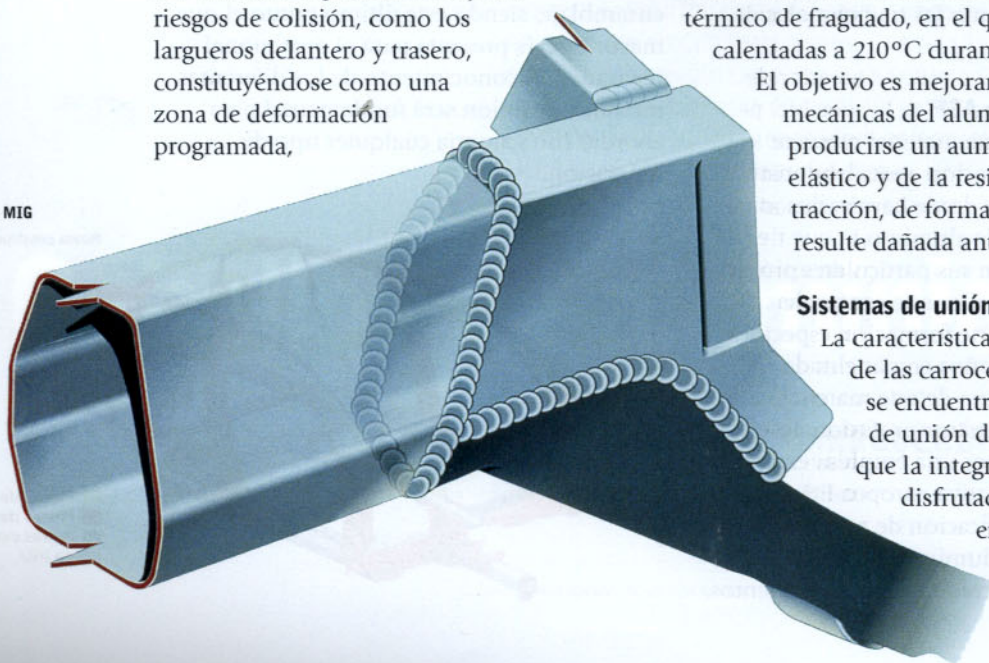 riesgos de colisión, como los
largueros delantero y trasero,
constituyéndose como una
zona de deformación
programada,
MIG
térmico de fraguado, en el q
calentadas a 210ºC duran
El objetivo es mejorar
mecánicas del alum
producirse un aum
elástico y de la resi
tracción, de forma
resulte dañada ant
Sistemas de unión
La característica
de las carroce
se encuentr
de unión d
que la integr
disfruta
e